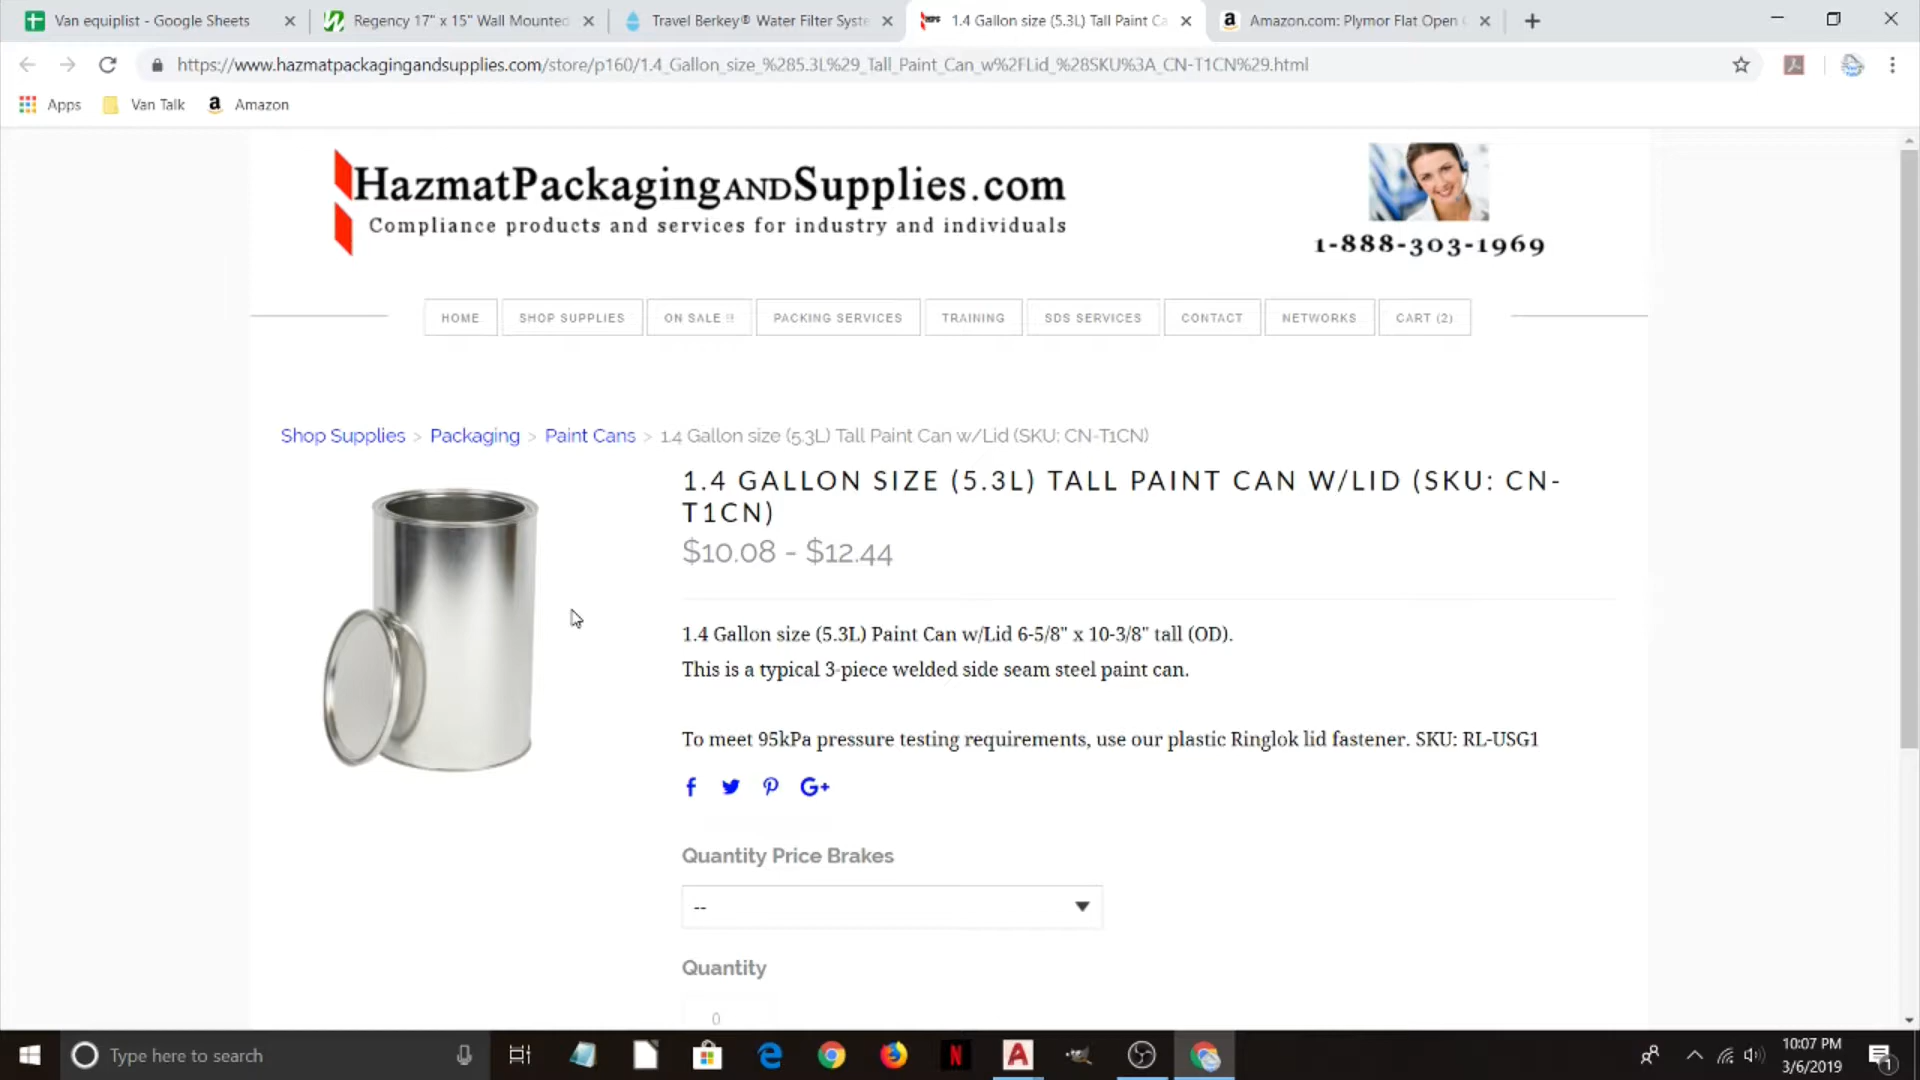 Van equiplist - Google Sheets
Regency 17" x 15" Wall Mounted
Travel Berkey® Water Filter Syste
1.4 Gallon size (5.3L) Tall Paint Ca
Amazon.com: Plymor Flat Open
https://www.hazmatpackagingandsupplies.com/store/p160/1.4_Gallon_size_%285.3L%29_Tall_Paint_Can_w%2FLid_%28SKU%3A_CN-T1CN%29.html
Apps
Van Talk
Amazon
HazmatPackagingANDSupplies.com
Compliance products and services for industry and individuals
1-888-303-1969
HOME
SHOP SUPPLIES
ON SALE
PACKING SERVICES
TRAINING
SDS SERVICES
CONTACT
NETWORKS
CART (2)
Shop Supplies > Packaging > Paint Cans > 1.4 Gallon size (5.3L) Tall Paint Can w/Lid (SKU: CN-T1CN)
1.4 GALLON SIZE (5.3L) TALL PAINT CAN W/LID (SKU: CN-
T1CN)
$10.08 - $12.44
1.4 Gallon size (5.3L) Paint Can w/Lid 6-5/8" x 10-3/8" tall (OD).
This is a typical 3-piece welded side seam steel paint can.
To meet 95kPa pressure testing requirements, use our plastic Ringlok lid fastener. SKU: RL-USG1
Quantity Price Brakes
--
Quantity
0
Type here to search
10:07 PM
3/6/2019
1